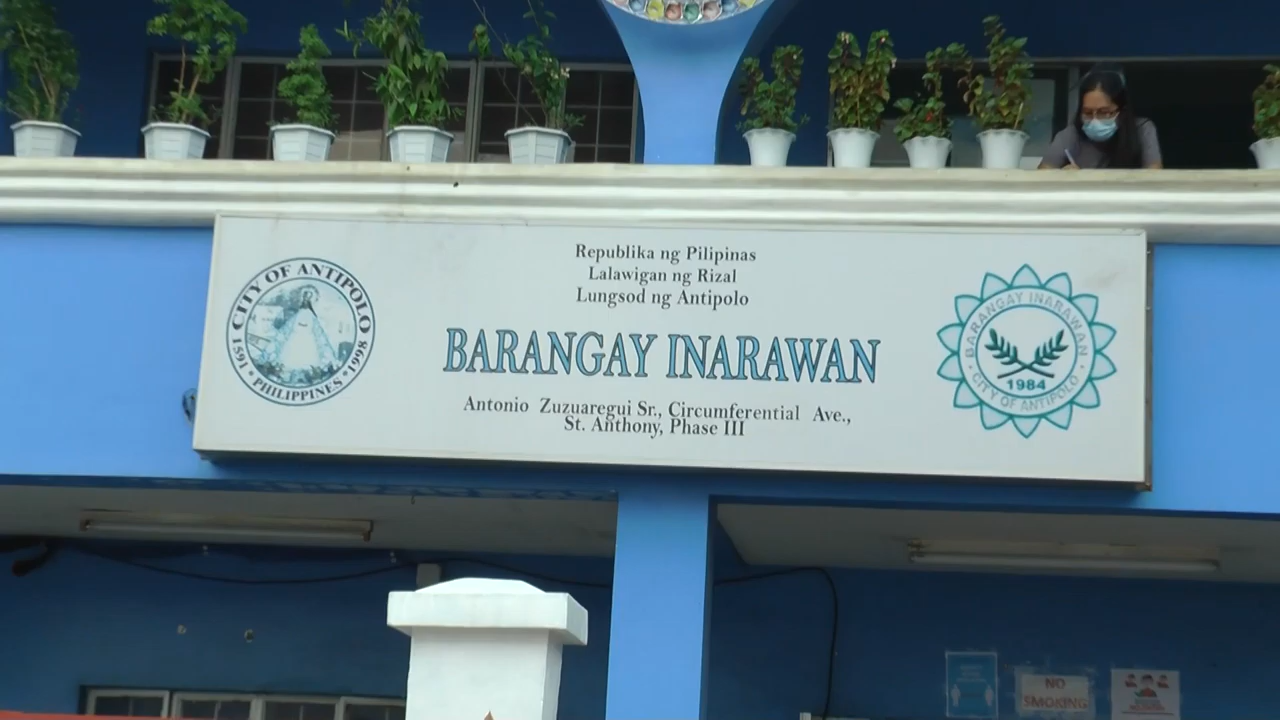 Republika ng Pilipinas
Lalawigan ng Rizal
Lungsod ng Antipolo
BARANGAY INARAWAN
Antonio Zuzuaregui Sr., Circumferential Ave.,
St. Anthony, Phase III
CITY OF ANTIPOLO
1591 • PHILIPPINES • 1998
BARANGAY INARAWAN
1984
CITY OF ANTIPOLO
NO
SMOKING